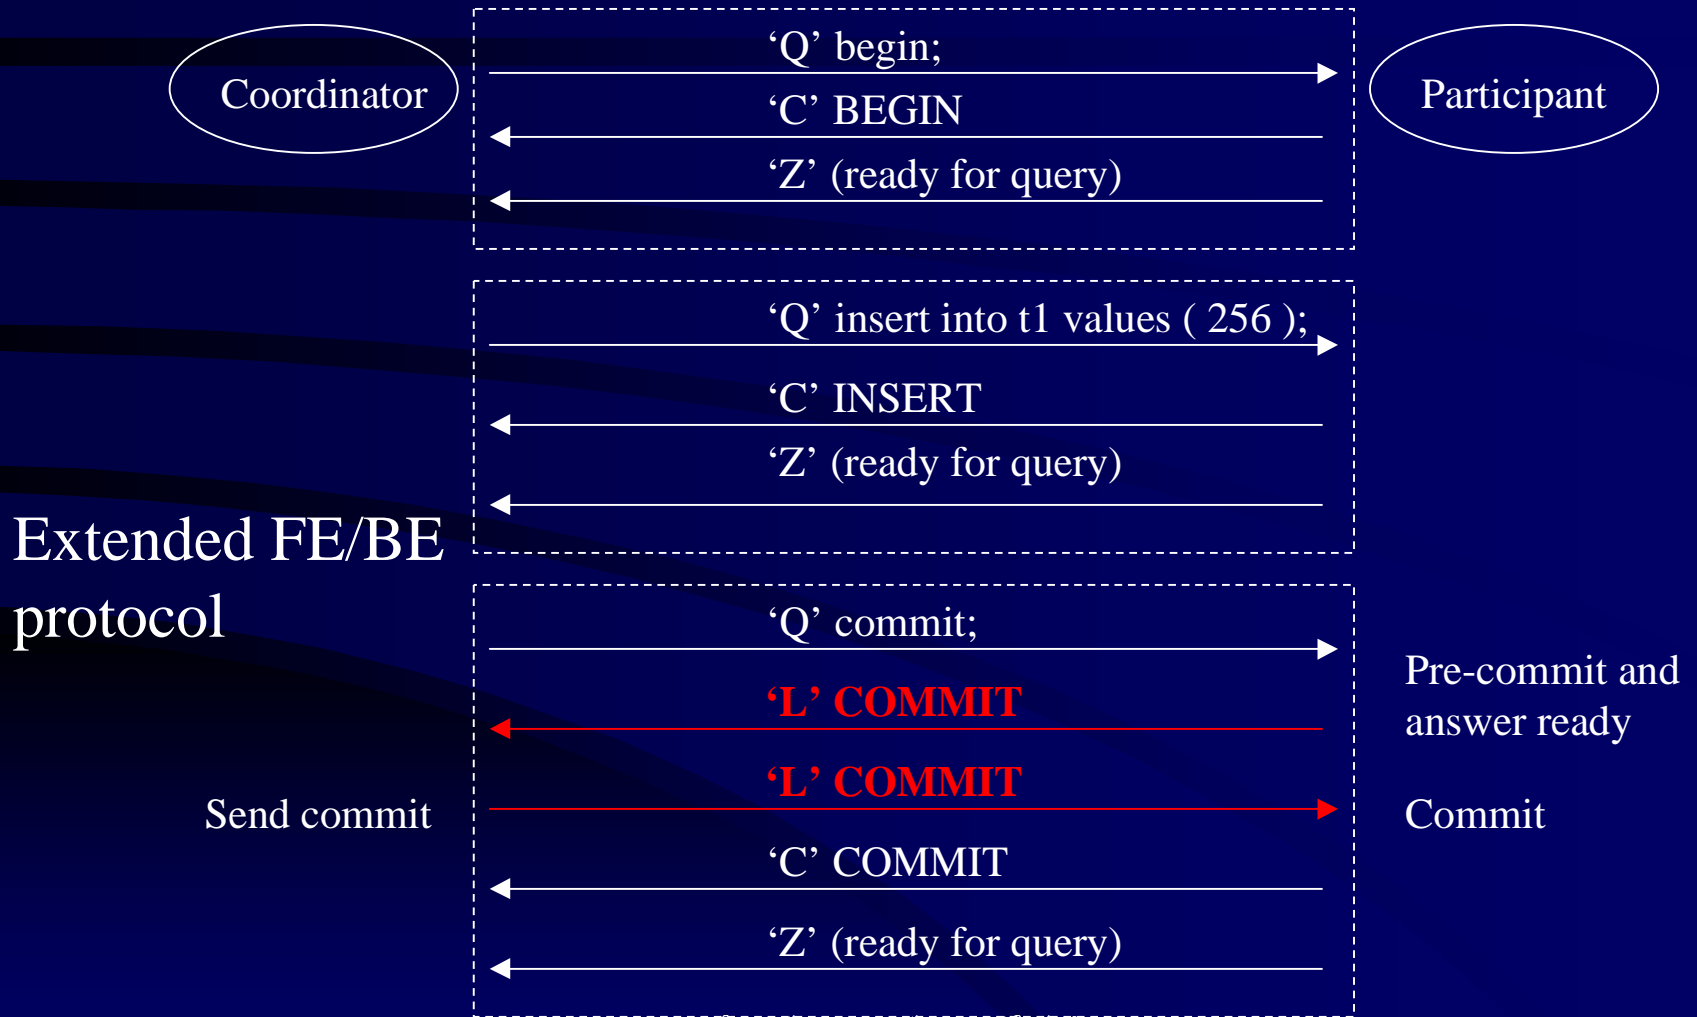 ‘Q’ begin;
Coordinator
Participant
‘C’ BEGIN
‘Z’ (ready for query)
‘Q’ insert into t1 values ( 256 );
‘C’ INSERT
‘Z’ (ready for query)
Extended FE/BE
protocol
‘Q’ commit;
Pre-commit and
answer ready
‘L’ COMMIT
‘L’ COMMIT
Send commit
Commit
‘C’ COMMIT
‘Z’ (ready for query)